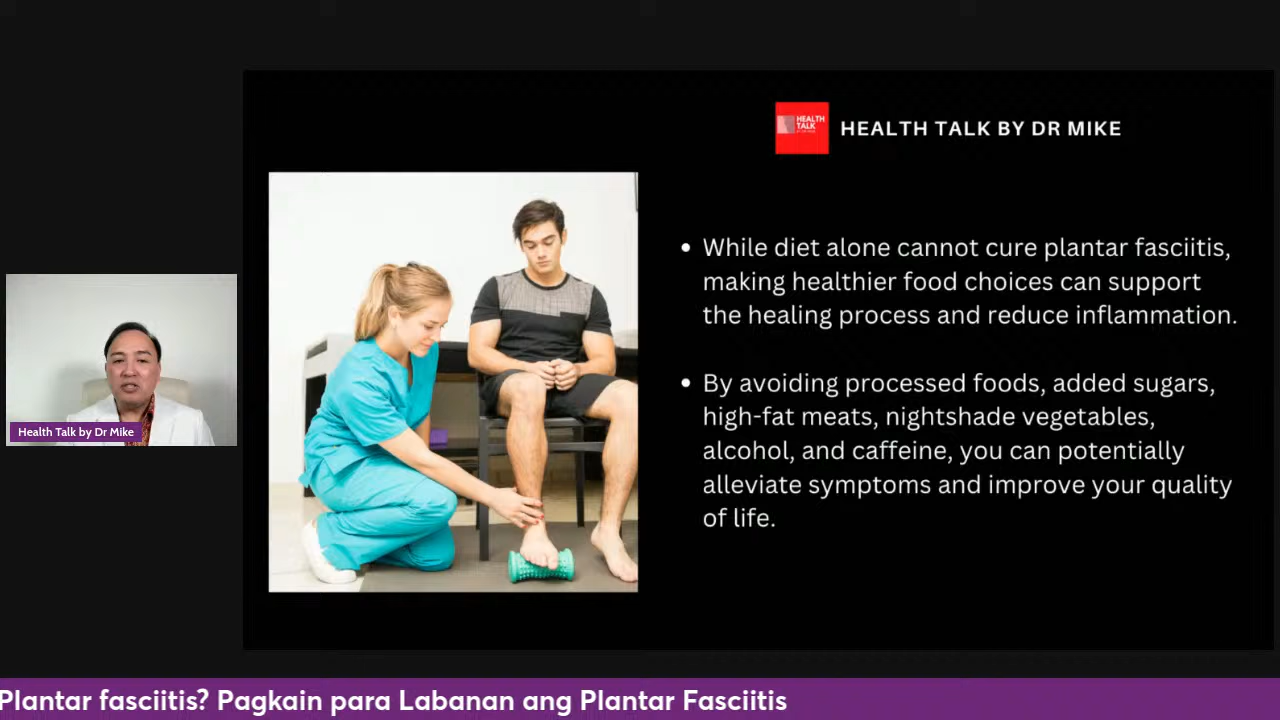 HEALTH
TALK
HEALTH TALK BY DR MIKE
• While diet alone cannot cure plantar fasciitis,
making healthier food choices can support
the healing process and reduce inflammation.
• By avoiding processed foods, added sugars,
high-fat meats, nightshade vegetables,
alcohol, and caffeine, you can potentially
alleviate symptoms and improve your quality
of life.
Health Talk by Dr Mike
Plantar fasciitis? Pagkain para Labanan ang Plantar Fasciitis